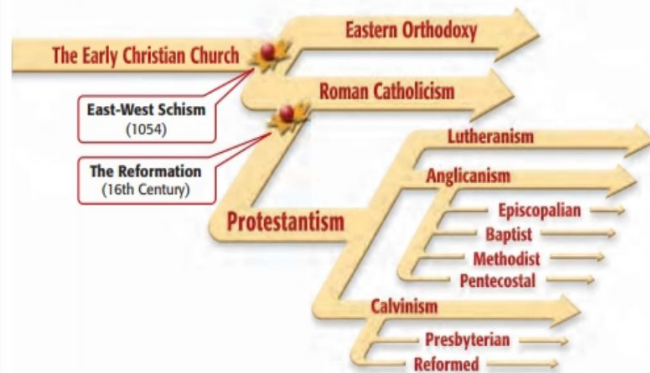 Eastern Orthodoxy
The Early Christian Church
Roman Catholicism
East-West Schism
(1054)
The Reformation
(16th Century)
Protestantism
Lutheranism
Anglicanism
Episcopalian
Baptist
Methodist
Pentecostal
Calvinism
Presbyterian
Reformed